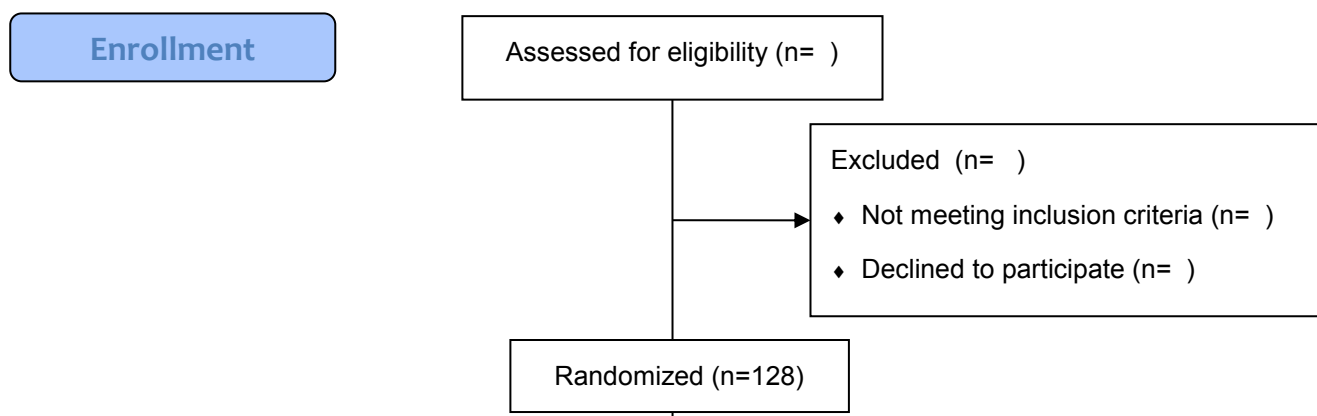 Enrollment
Assessed for eligibility (n= )
Excluded (n= )
♦ Not meeting inclusion criteria (n= )
♦ Declined to participate (n= )
Randomized (n=128)